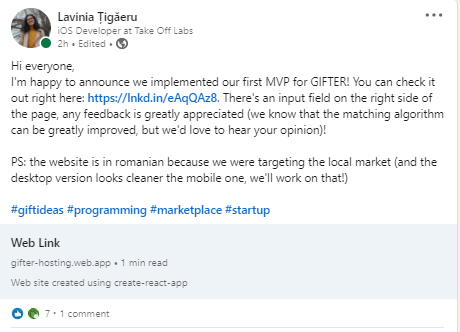 Lavinia Țigăeru
iOS Developer at Take Off Labs
2h • Edited •
Hi everyone,
I'm happy to announce we implemented our first MVP for GIFTER! You can check it
out right here: https://lnkd.in/eAqQAz8. There's an input field on the right side of
the page, any feedback is greatly appreciated (we know that the matching algorithm
can be greatly improved, but we'd love to hear your opinion)!
PS: the website is in romanian because we were targeting the local market (and the
desktop version looks cleaner the mobile one, we'll work on that!)
#giftideas #programming #marketplace #startup
Web Link
gifter-hosting.web.app • 1 min read
Web site created using create-react-app
7 • 1 comment